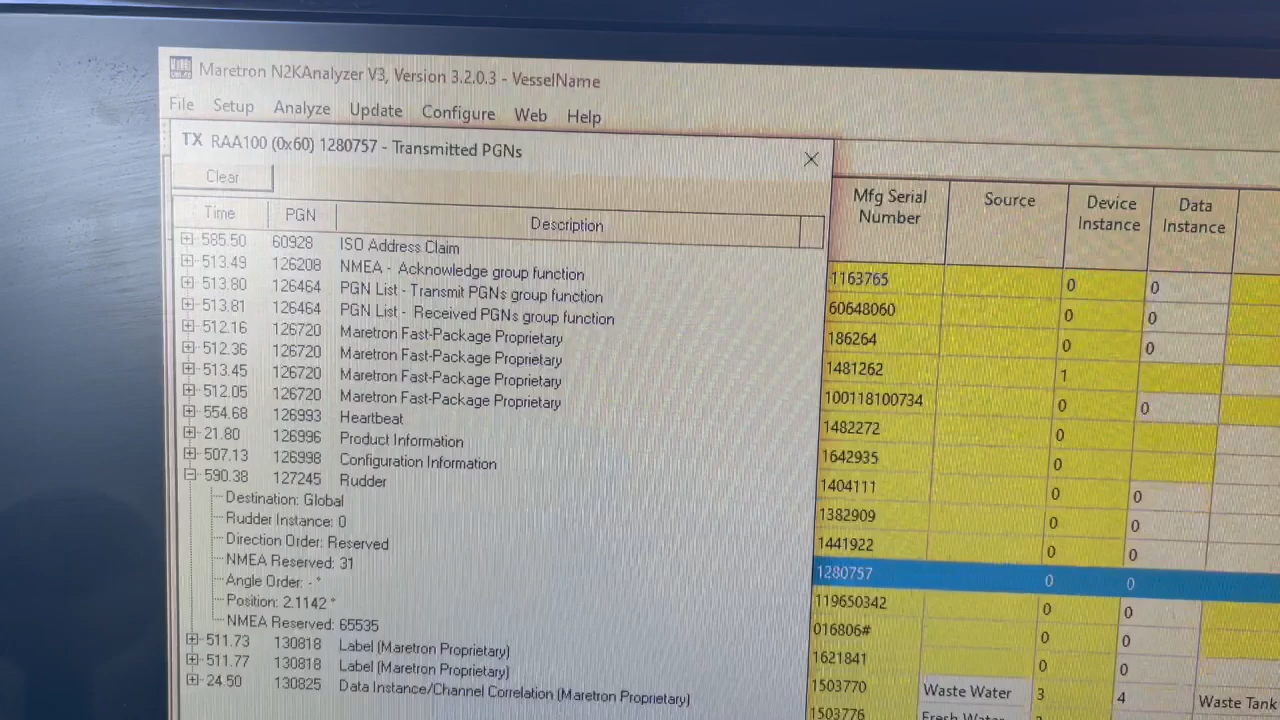 Maretron N2KAnalyzer V3, Version 3.2.0.3 - VesselName
File Setup Analyze Update Configure Web Help
TX RAA100 (0x60) 1280757 - Transmitted PGNs
Clear
Time PGN Description
585.50 60928 ISO Address Claim
513.49 126208 NMEA - Acknowledge group function
513.80 126464 PGN List - Transmit PGNs group function
513.81 126464 PGN List - Received PGNs group function
512.16 126720 Maretron Fast-Package Proprietary
512.36 126720 Maretron Fast-Package Proprietary
513.45 126720 Maretron Fast-Package Proprietary
512.05 126720 Maretron Fast-Package Proprietary
554.68 126993 Heartbeat
21.80 126996 Product Information
507.13 126998 Configuration Information
590.38 127245 Rudder
Destination: Global
Rudder Instance: 0
Direction Order: Reserved
NMEA Reserved: 31
Angle Order: - °
Position: 2.1142 °
NMEA Reserved: 65535
511.73 130818 Label (Maretron Proprietary)
511.77 130818 Label (Maretron Proprietary)
24.50 130825 Data Instance/Channel Correlation (Maretron Proprietary)
Mfg Serial Number Source Device Instance Data Instance
1163765 0 0
60648060 0 0
186264 0 0
1481262 1
100118100734 0 0
1482272 0
1642935 0
1404111 0 0
1382909 0 0
1441922 0 0
1280757 0 0
119650342 0 0
016806# 0 0
1621841 0 0
1503770 Waste Water 3 4 Waste Tank
1503776 Fresh Water